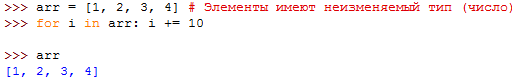 >>> arr = [1, 2, 3, 4] # Элементы имеют неизменяемый тип (число)
>>> for i in arr: i += 10
>>> arr
[1, 2, 3, 4]